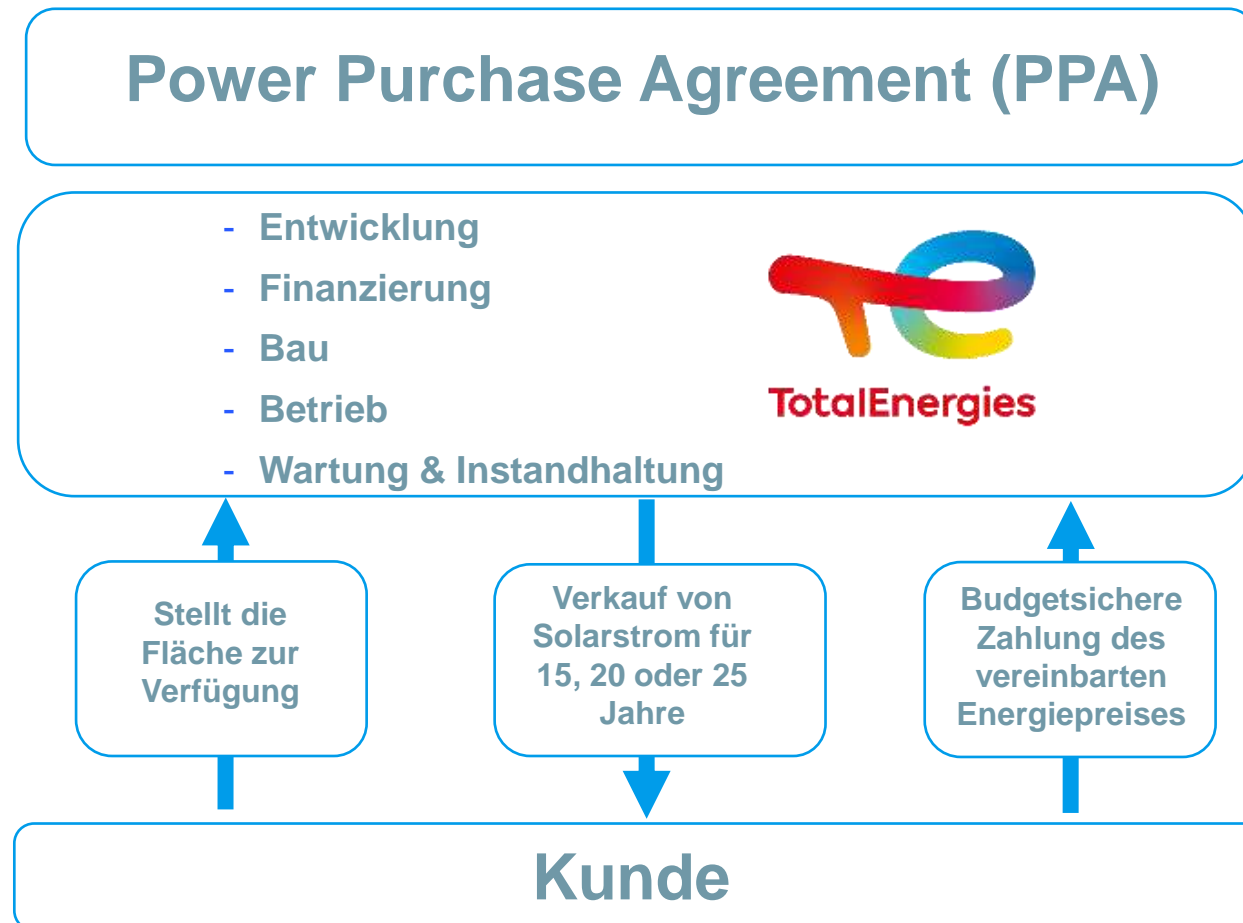 Power Purchase Agreement (PPA)
- Entwicklung
- Finanzierung
- Bau
- Betrieb
- Wartung & Instandhaltung
TotalEnergies
Stellt die
Fläche zur
Verfügung
Verkauf von
Solarstrom für
15, 20 oder 25
Jahre
Budgetsichere
Zahlung des
vereinbarten
Energiepreises
Kunde